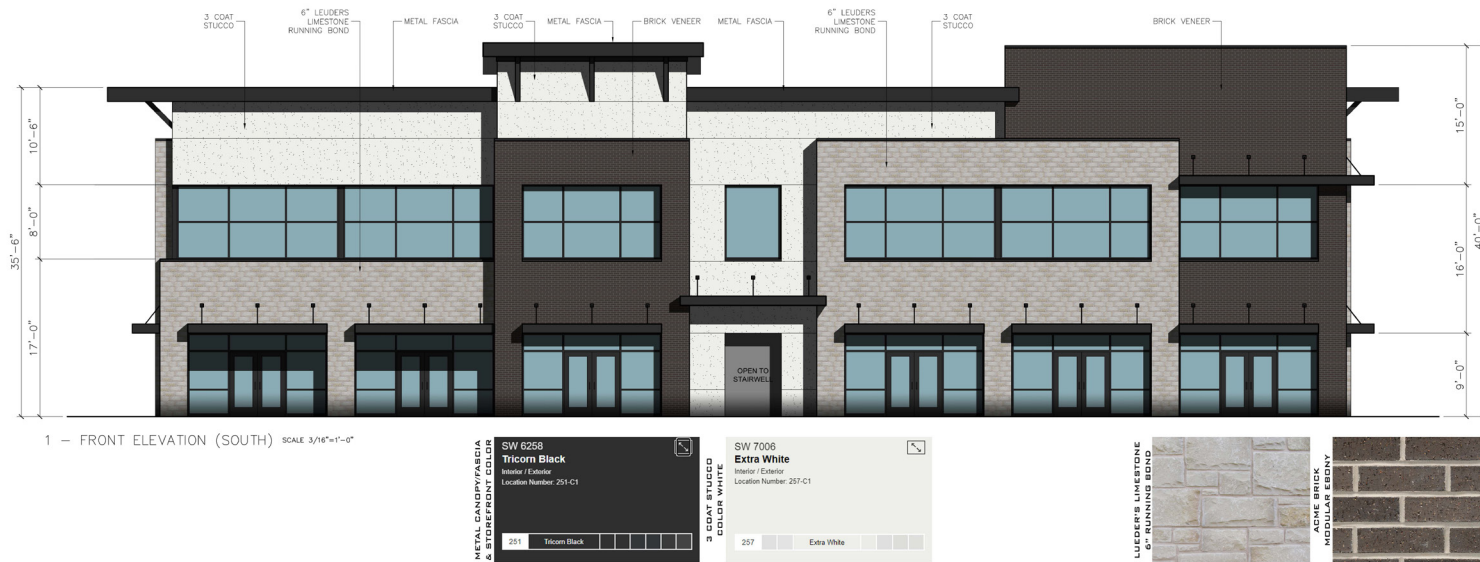 3 COAT
STUCCO
6" LEUDERS
LIMESTONE
RUNNING BOND
METAL FASCIA
3 COAT
STUCCO
METAL FASCIA
BRICK VENEER
METAL FASCIA
6" LEUDERS
LIMESTONE
RUNNING BOND
3 COAT
STUCCO
BRICK VENEER
35'-6"
10'-6"
8'-0"
17'-0"
15'-0"
16'-0"
9'-0"
40'-0"
OPEN TO
STAIRWELL
1 - FRONT ELEVATION (SOUTH) SCALE 3/16"=1'-0"
METAL CANOPY/FASCIA
& STOREFRONT COLOR
SW 6258
Tricorn Black
Interior / Exterior
Location Number: 251-C1
251 Tricorn Black
3 COAT STUCCO
COLOR WHITE
SW 7006
Extra White
Interior / Exterior
Location Number: 257-C1
257 Extra White
LUEDER'S LIMESTONE
6" RUNNING BOND
ACME BRICK
MODULAR EBONY